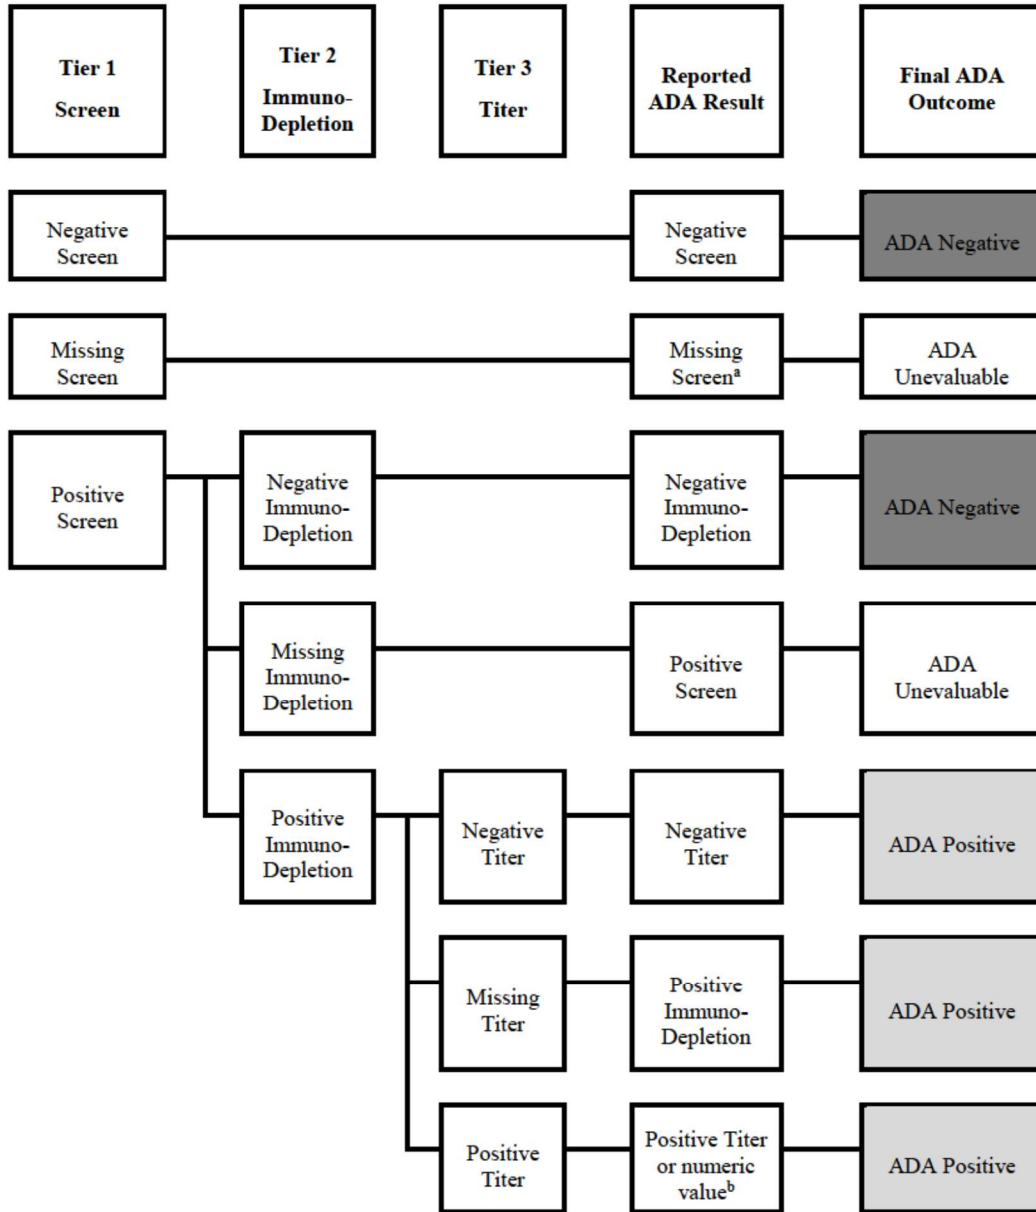 Tier 1
Screen
Tier 2
Immuno-
Depletion
Tier 3
Titer
Reported
ADA Result
Final ADA
Outcome
Negative
Screen
Negative
Screen
ADA Negative
Missing
Screen
Missing
Screenᵃ
ADA
Unevaluable
Positive
Screen
Negative
Immuno-
Depletion
Negative
Immuno-
Depletion
ADA Negative
Missing
Immuno-
Depletion
Positive
Screen
ADA
Unevaluable
Positive
Immuno-
Depletion
Negative
Titer
Negative
Titer
ADA Positive
Missing
Titer
Positive
Immuno-
Depletion
ADA Positive
Positive
Titer
Positive Titer
or numeric
valueᵇ
ADA Positive